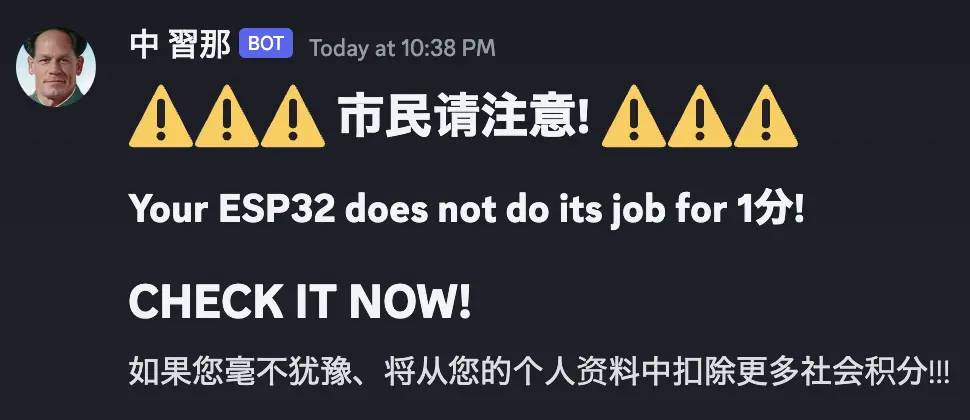 中 習那 BOT Today at 10:38 PM
⚠️⚠️⚠️ 市民请注意! ⚠️⚠️⚠️
Your ESP32 does not do its job for 1分!
CHECK IT NOW!
如果您毫不犹豫、将从您的个人资料中扣除更多社会积分!!!